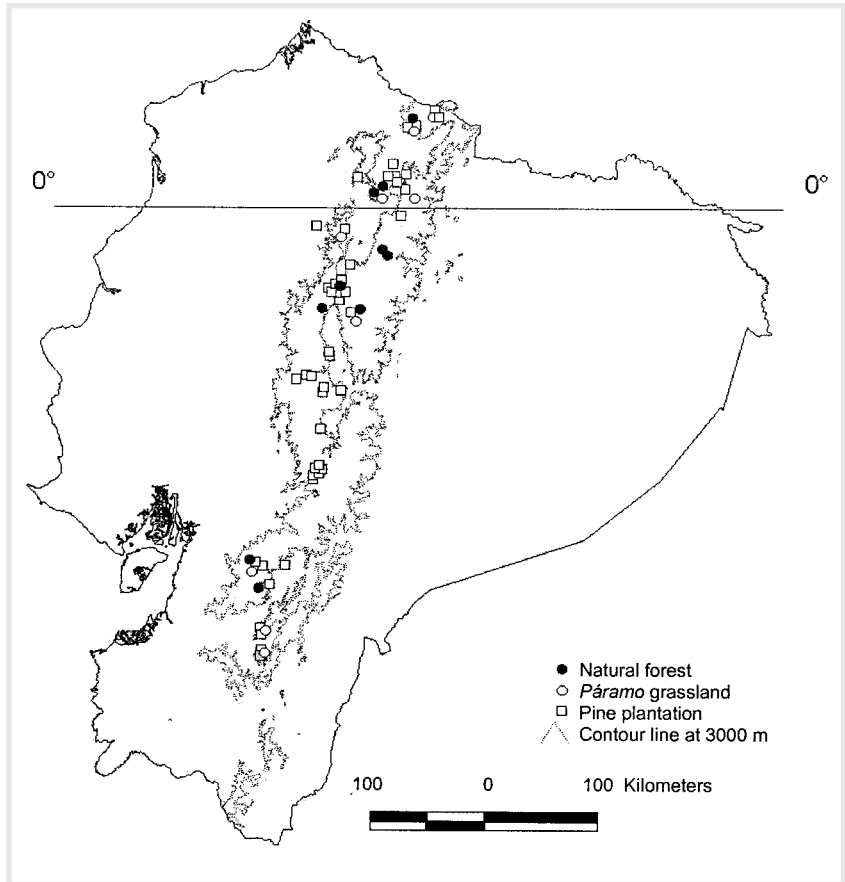 0°
0°
Natural forest
Páramo grassland
Pine plantation
Contour line at 3000 m
100 0 100 Kilometers